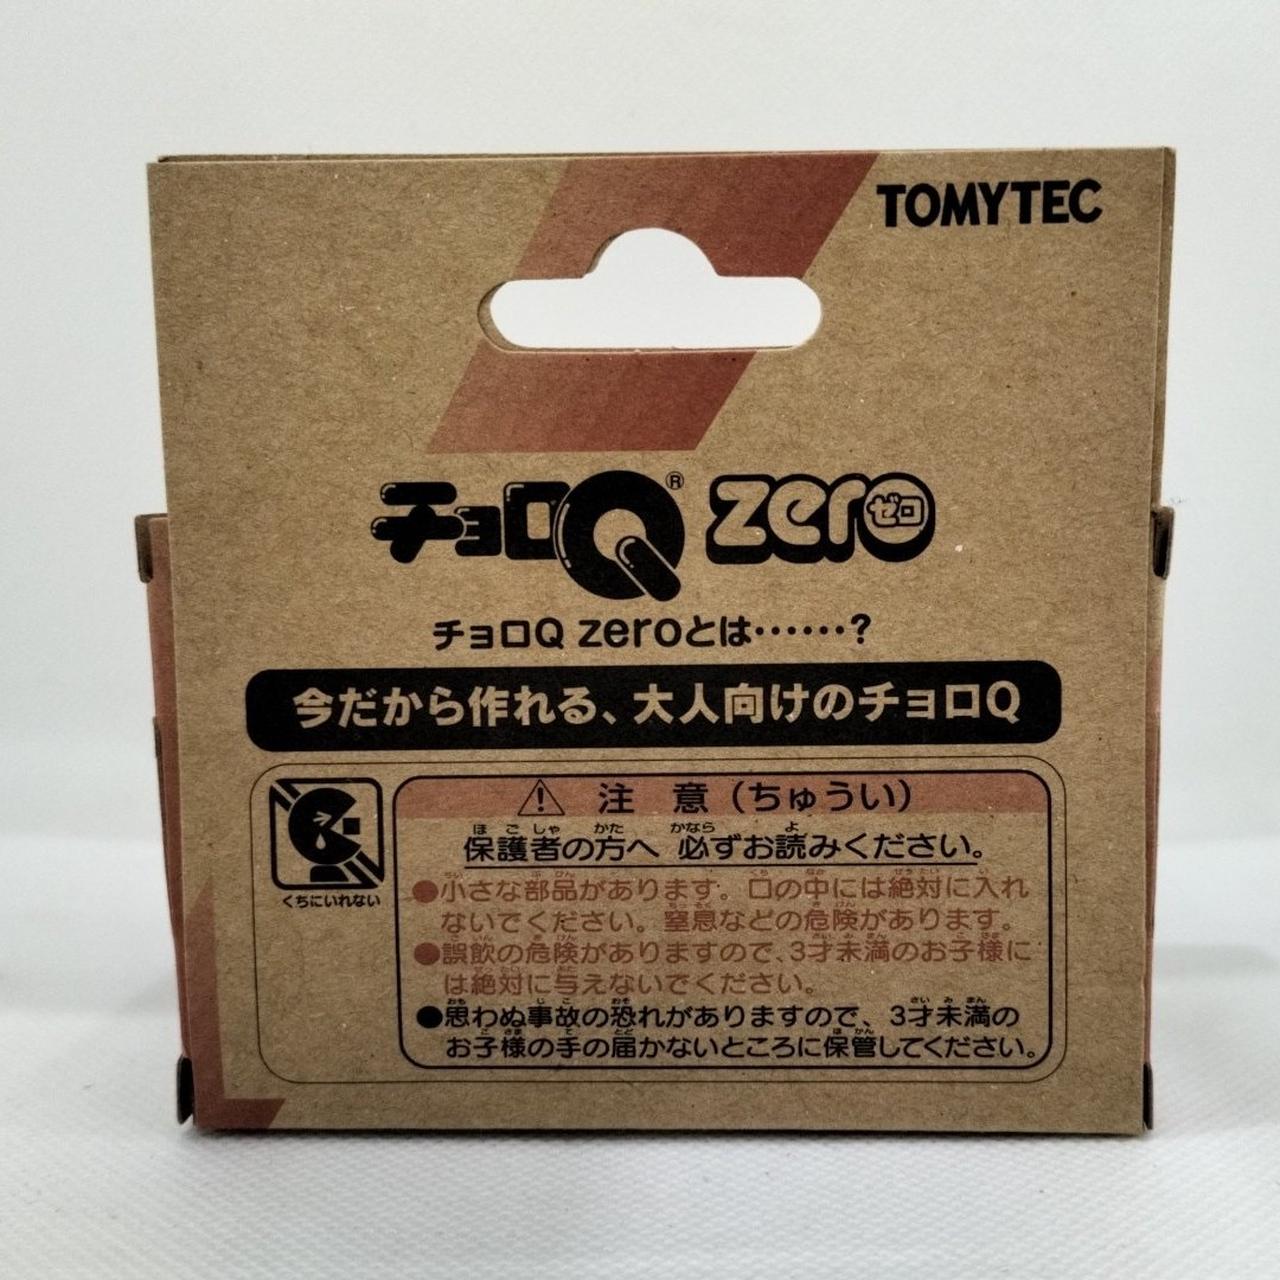 TOMYTEC
チョロQ® zero ゼロ
チョロQ zeroとは……?
今だから作れる、大人向けのチョロQ
くちにいれない
注 意(ちゅうい)
保護者の方へ 必ずお読みください。
●小さな部品があります。口の中には絶対に入れ
ないでください。窒息などの危険があります。
●誤飲の危険がありますので、3才未満のお子様に
は絶対に与えないでください。
●思わぬ事故の恐れがありますので、3才未満の
お子様の手の届かないところに保管してください。